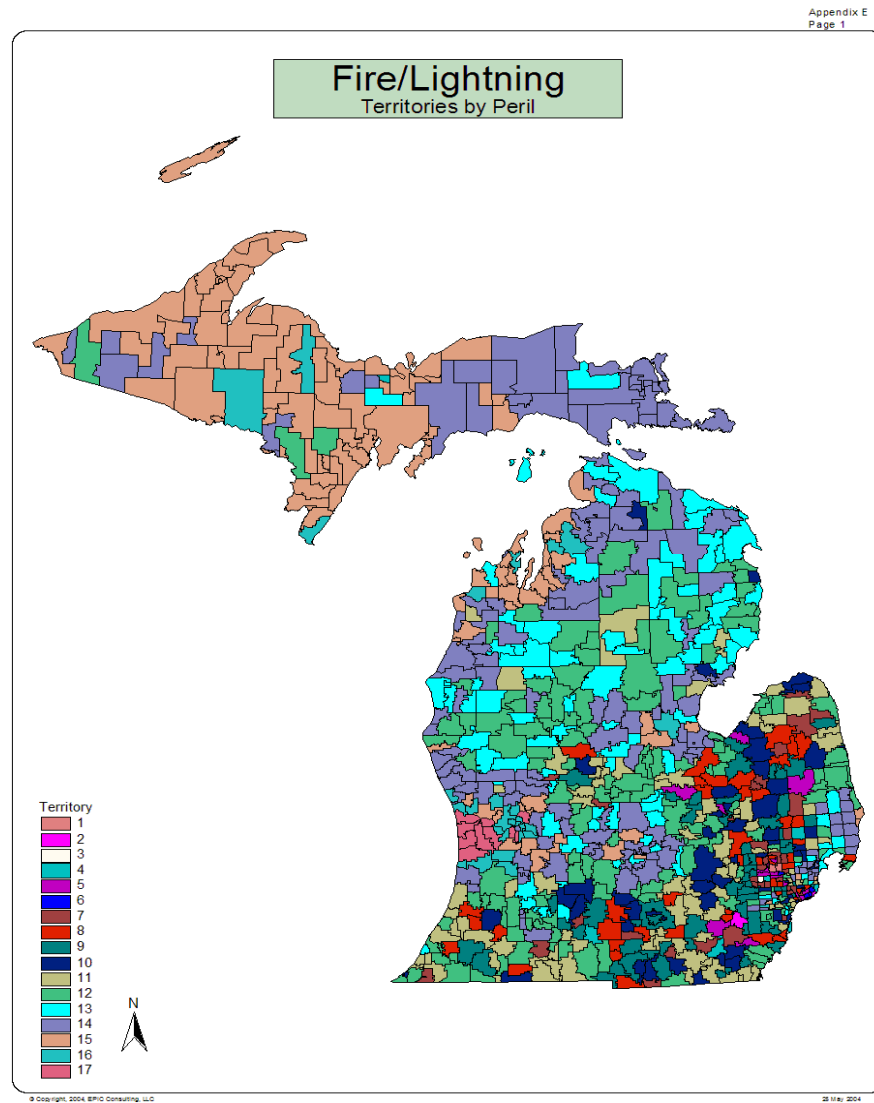 Appendix E
Page 1
Fire/Lightning
Territories by Peril
Territory
1
2
3
4
5
6
7
8
9
10
11
12
13
14
15
16
17
N
© Copyright, 2004, EPIC Consulting, LLC
25 May 2004